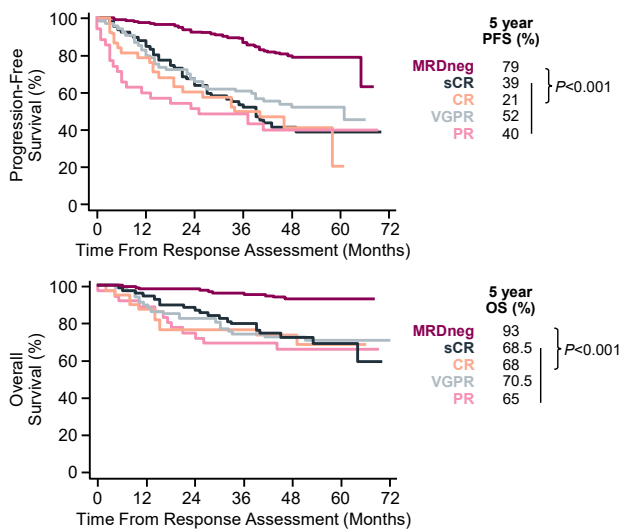 Progression-Free
Survival (%)
100
80
60
40
20
0
0 12 24 36 48 60 72
Time From Response Assessment (Months)
5 year
PFS (%)
MRDneg 79
sCR 39
CR 21
VGPR 52
PR 40
P<0.001
Overall
Survival (%)
100
80
60
40
20
0
0 12 24 36 48 60 72
Time From Response Assessment (Months)
5 year
OS (%)
MRDneg 93
sCR 68.5
CR 68
VGPR 70.5
PR 65
P<0.001